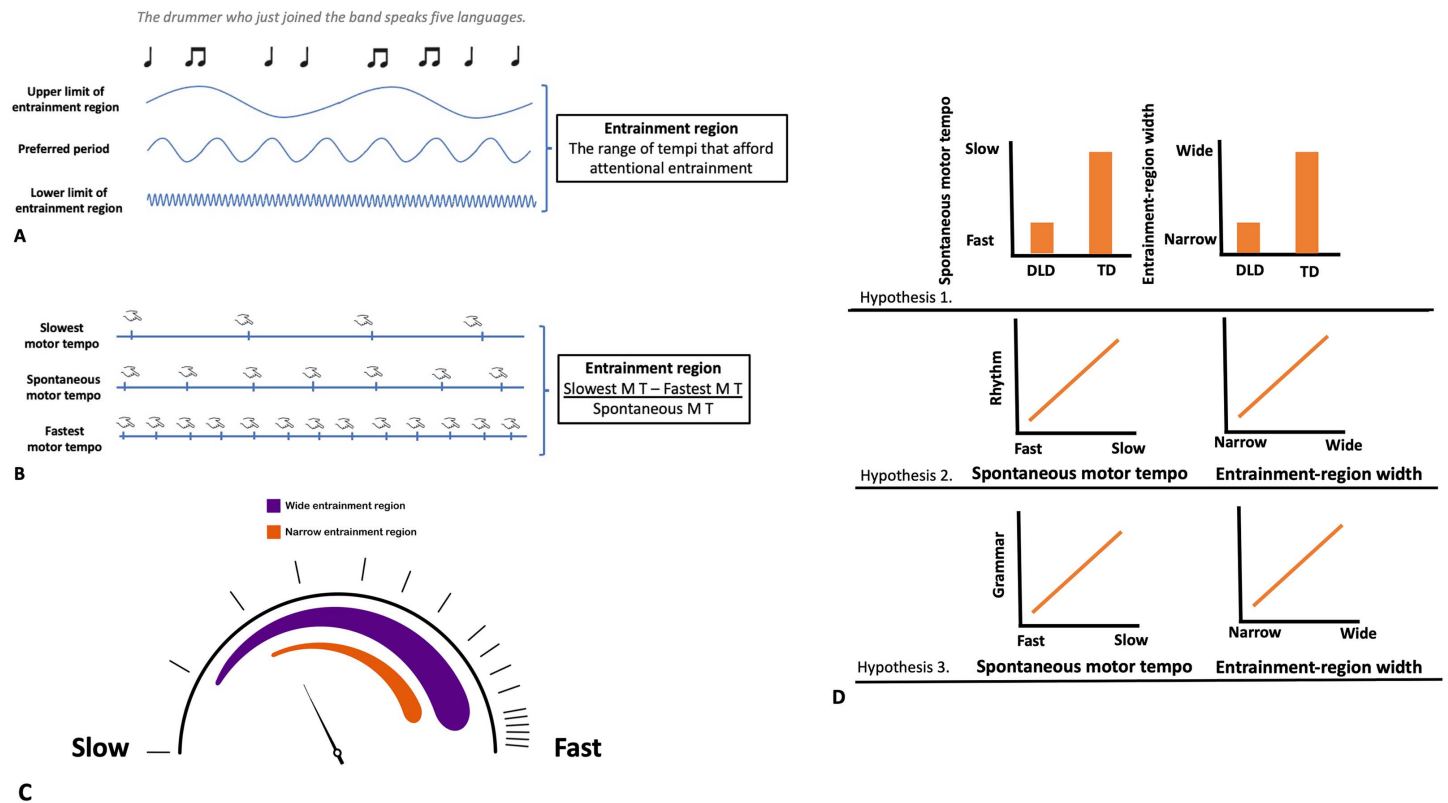 The drummer who just joined the band speaks five languages.
Upper limit of
entrainment region
Preferred period
Lower limit of
entrainment region
Entrainment region
The range of tempi that afford
attentional entrainment
A
Slowest
motor tempo
Spontaneous
motor tempo
Fastest
motor tempo
Entrainment region
Slowest M T – Fastest M T
Spontaneous M T
B
Wide entrainment region
Narrow entrainment region
Slow
Fast
C
Spontaneous motor tempo
Slow
Fast
DLD
TD
Entrainment-region width
Wide
Narrow
DLD
TD
Hypothesis 1.
Rhythm
Fast
Slow
Narrow
Wide
Hypothesis 2.
Spontaneous motor tempo
Entrainment-region width
Grammar
Fast
Slow
Narrow
Wide
Hypothesis 3.
Spontaneous motor tempo
Entrainment-region width
D